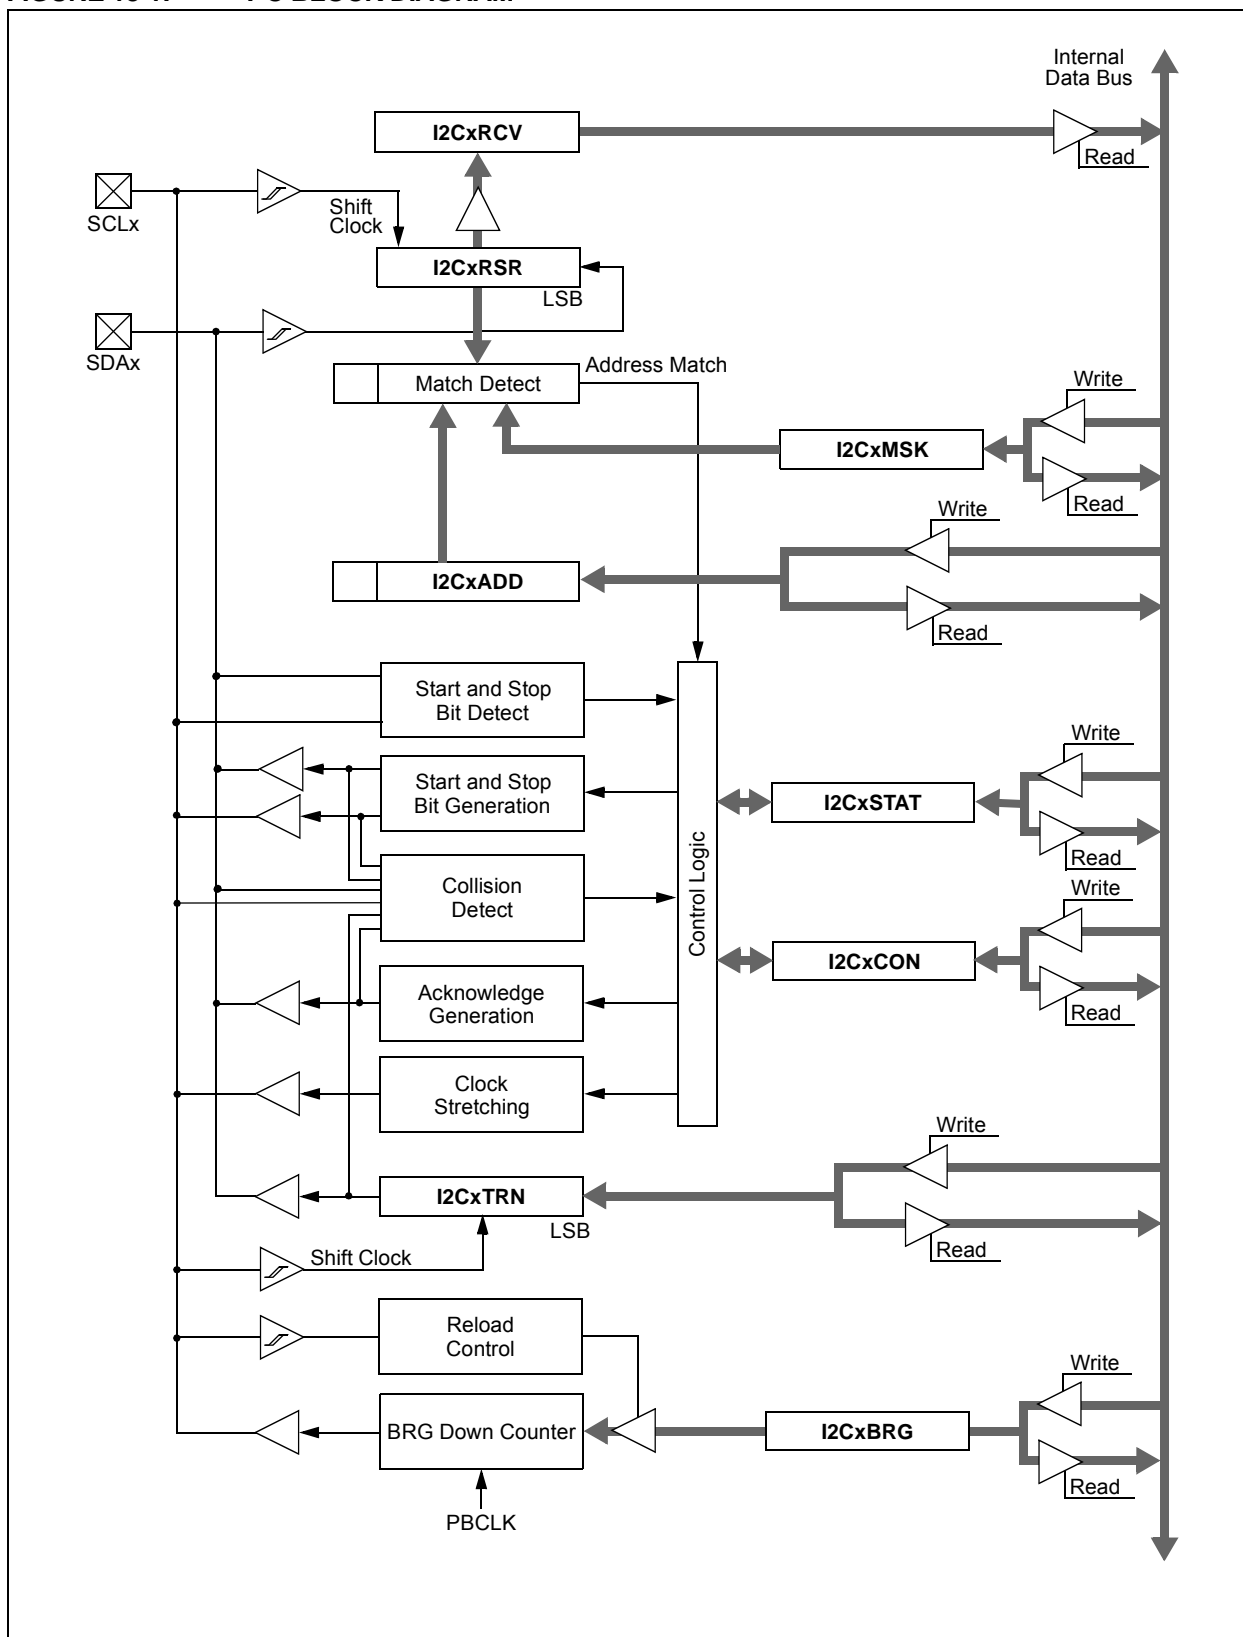 Internal
Data Bus
I2CxRCV
Read
SCLx
Shift
Clock
I2CxRSR
LSB
SDAx
Address Match
Match Detect
Write
I2CxMSK
Read
Write
I2CxADD
Read
Start and Stop
Bit Detect
Write
Start and Stop
Bit Generation
I2CxSTAT
Control Logic
Read
Collision
Detect
Write
I2CxCON
Acknowledge
Generation
Read
Clock
Stretching
Write
I2CxTRN
LSB
Read
Shift Clock
Reload
Control
Write
BRG Down Counter
I2CxBRG
Read
PBCLK